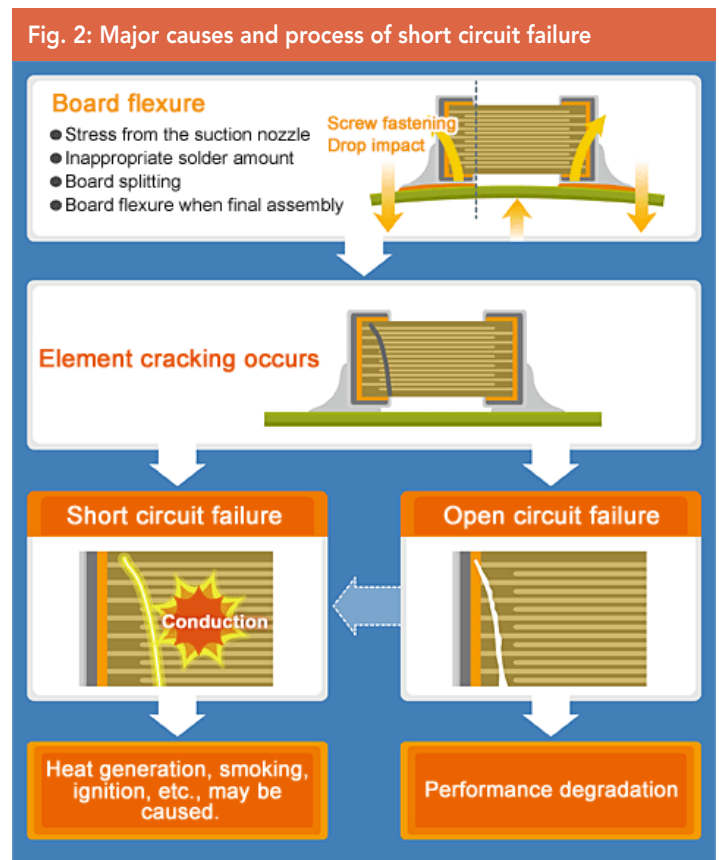 Fig. 2: Major causes and process of short circuit failure
Board flexure
● Stress from the suction nozzle
● Inappropriate solder amount
● Board splitting
● Board flexure when final assembly
Screw fastening
Drop impact
Element cracking occurs
Short circuit failure
Conduction
Open circuit failure
Heat generation, smoking,
ignition, etc., may be
caused.
Performance degradation